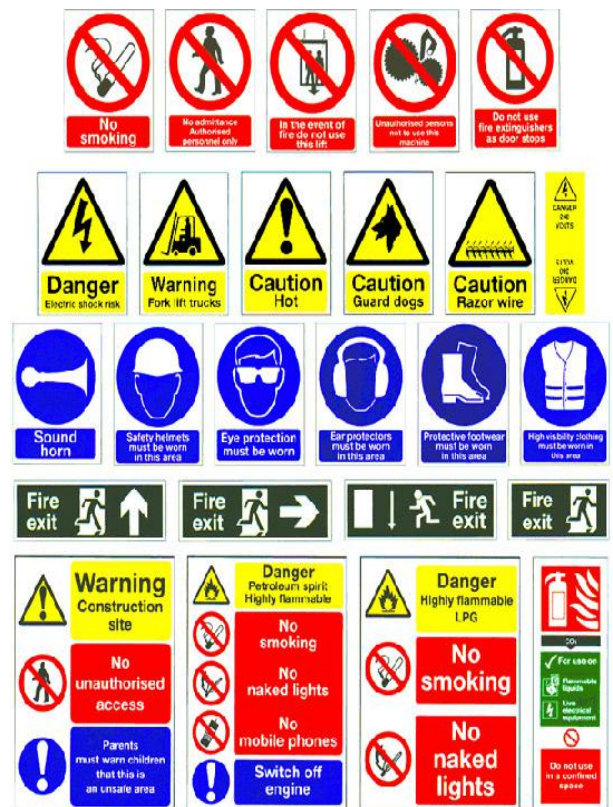 No
smoking
No admittance
Authorised
personnel only
In the event of
fire do not use
this lift
Unauthorised persons
not to use this
machine
Do not use
fire extinguishers
as door stops
Danger
Electric shock risk
Warning
Fork lift trucks
Caution
Hot
Caution
Guard dogs
Caution
Razor wire
DANGER
240
VOLTS
DANGER
240
VOLTS
Sound
horn
Safety helmets
must be worn
in this area
Eye protection
must be worn
Ear protectors
must be worn
in this area
Protective footwear
must be worn
in this area
High visibility clothing
must be worn in
this area
Fire
exit
Fire
exit
Fire
exit
Fire
exit
Warning
Construction
site
No
unauthorised
access
Parents
must warn children
that this is
an unsafe area
Danger
Petroleum spirit
Highly flammable
No
smoking
No
naked lights
No
mobile phones
Switch off
engine
Danger
Highly flammable
LPG
No
smoking
No
naked
lights
CO2
For use on
Flammable
liquids
Live
electrical
equipment
Do not use
in a confined
space